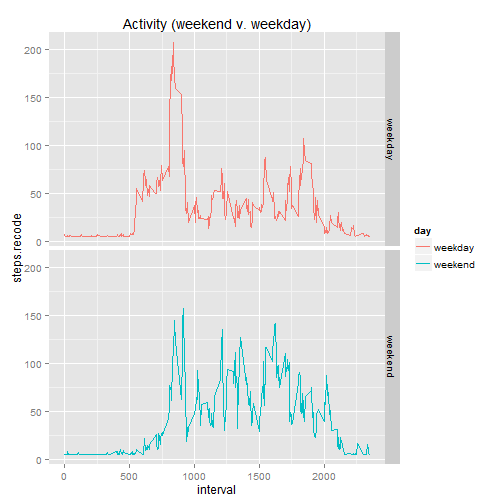 Activity (weekend v. weekday)
200
150
100
50
0
weekday
200
150
100
50
0
weekend
steps.recode
0 500 1000 1500 2000
interval
day
weekday
weekend